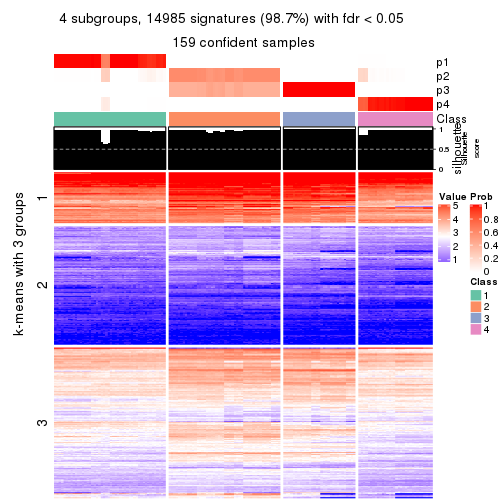 4 subgroups, 14985 signatures (98.7%) with fdr < 0.05
159 confident samples
p1
p2
p3
p4
Class
1
0.5
0
silhouette
Silhouette
score
k-means with 3 groups
1
2
3
Value
5
4
3
2
1
Prob
1
0.8
0.6
0.4
0.2
0
Class
1
2
3
4